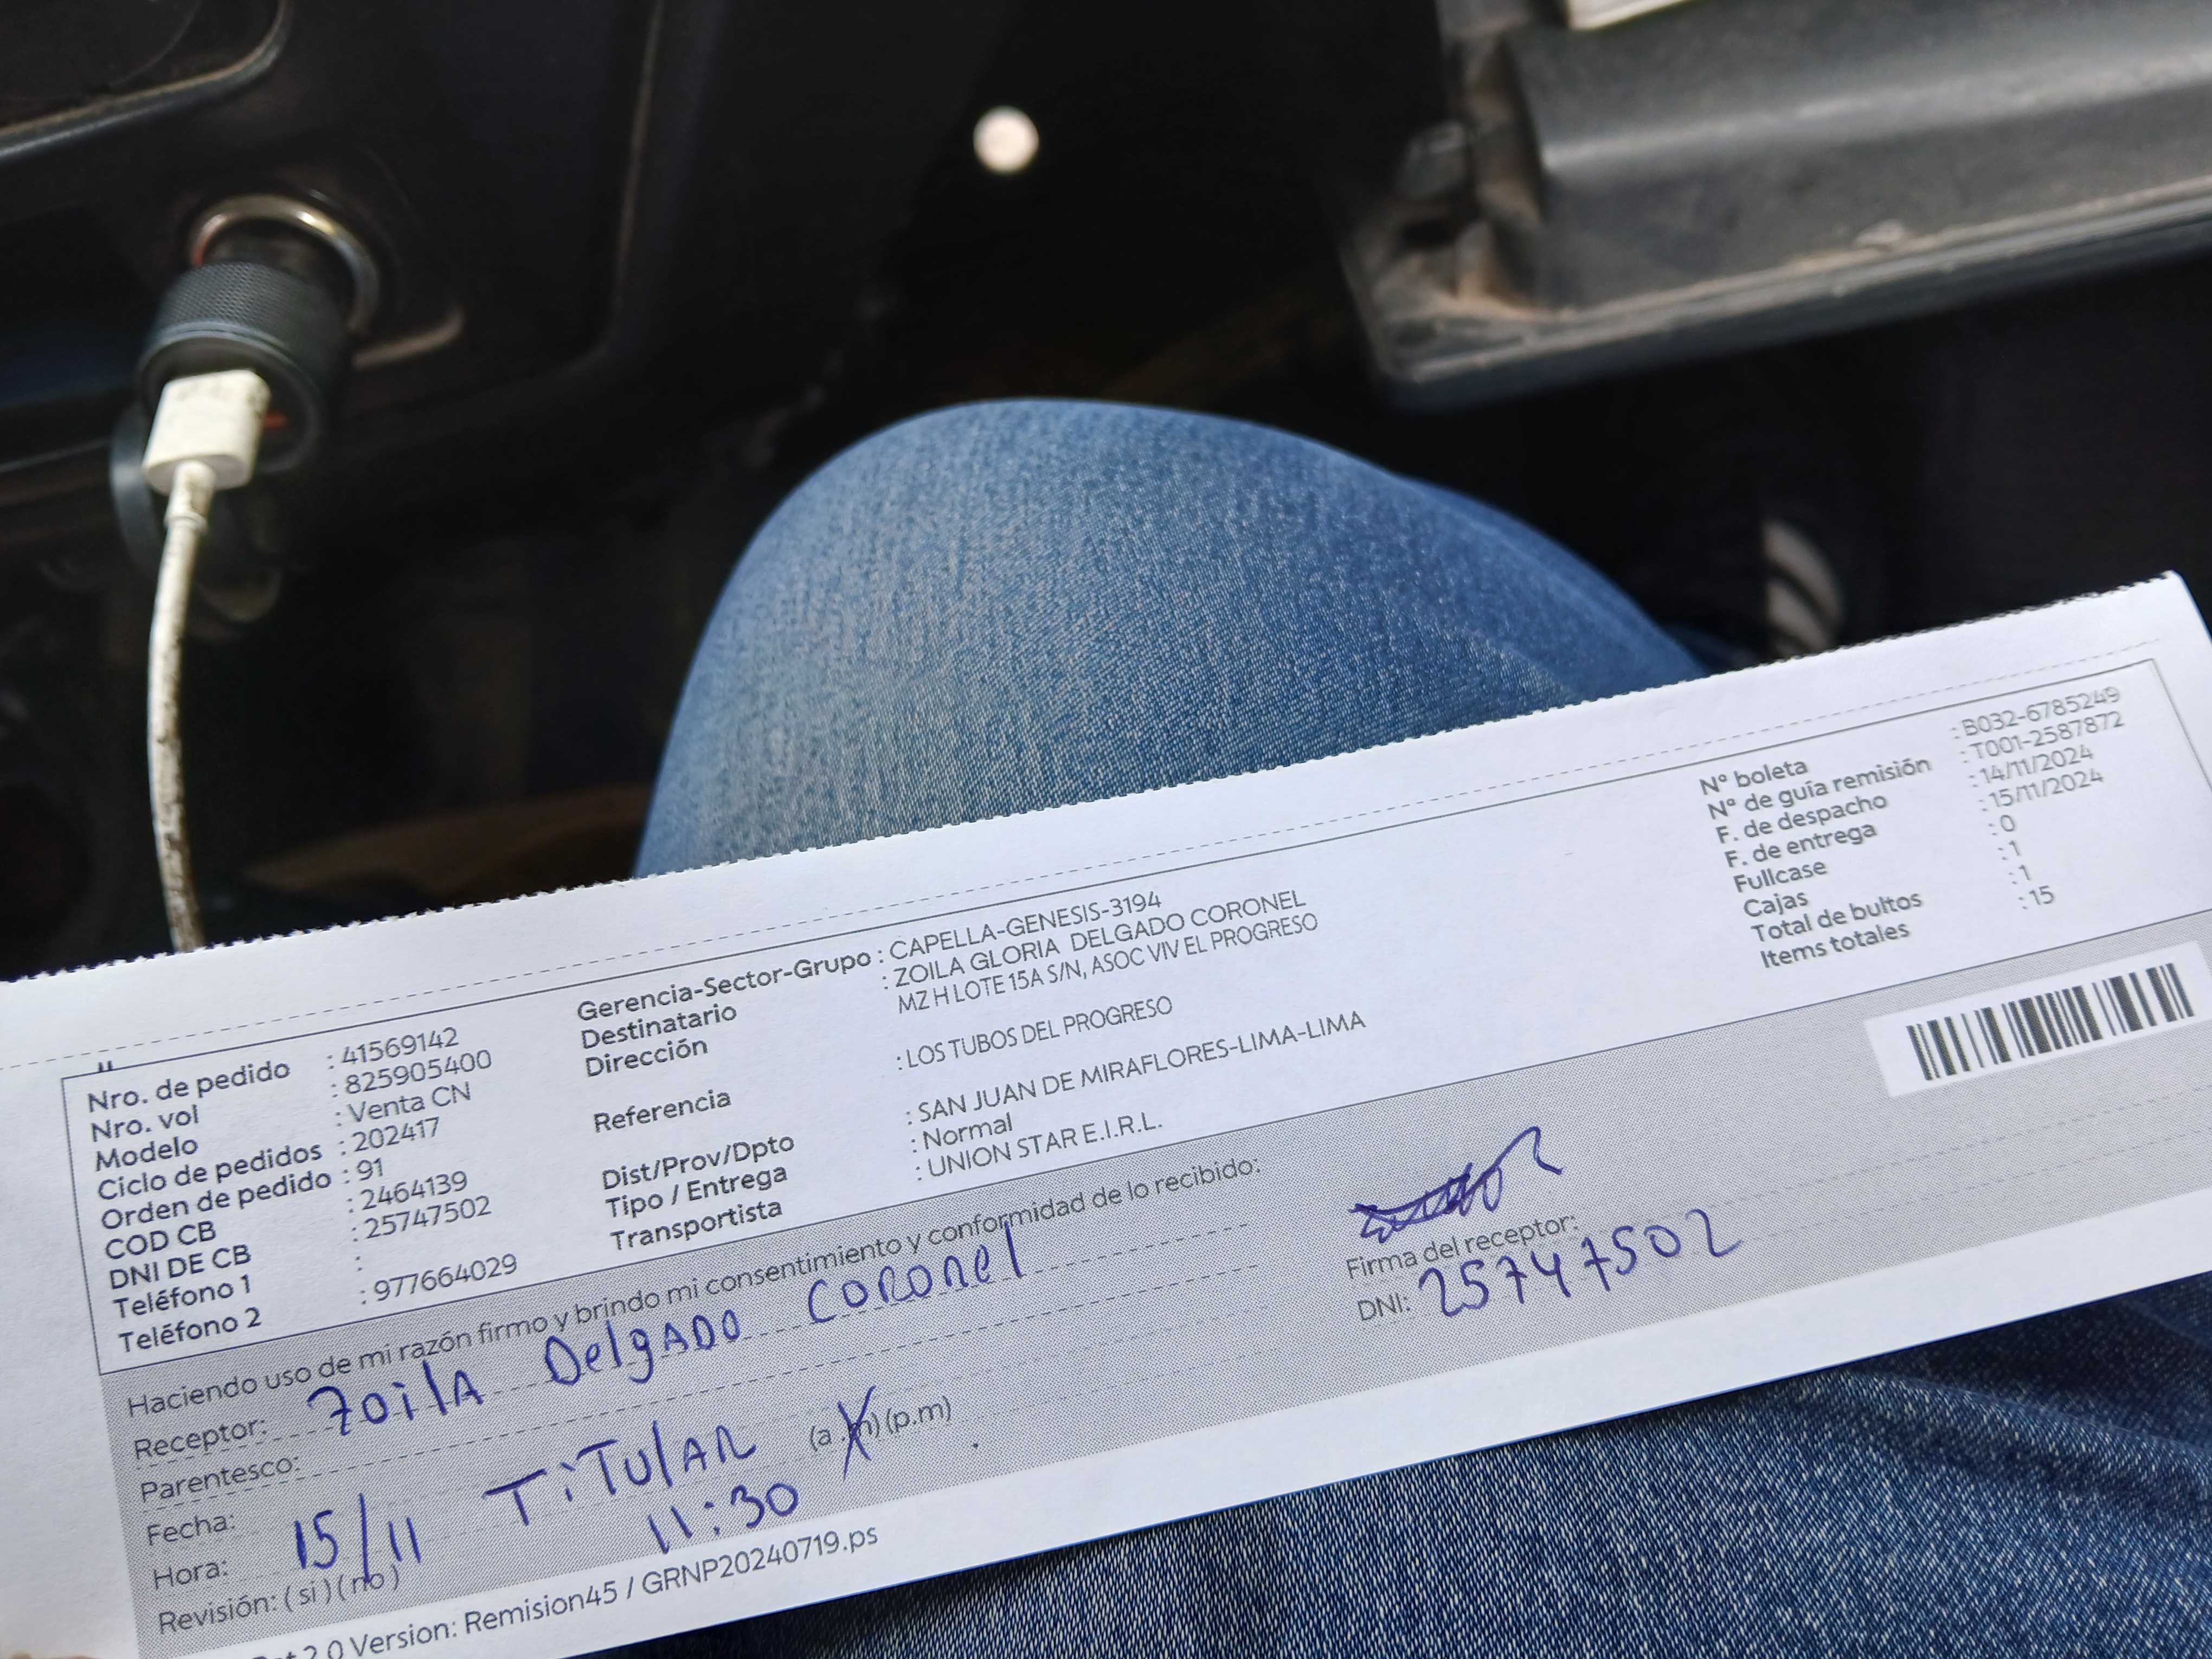 Nro. de pedido : 41569142
Nro. vol : 825905400
Modelo : Venta CN
Ciclo de pedidos : 202417
Orden de pedido : 91
COD CB : 2464139
DNI DE CB : 25747502
Teléfono 1 :
Teléfono 2 : 977664029
Gerencia-Sector-Grupo : CAPELLA-GENESIS-3194
Destinatario : ZOILA GLORIA DELGADO CORONEL
Dirección MZ H LOTE 15A S/N, ASOC VIV EL PROGRESO
Referencia : LOS TUBOS DEL PROGRESO
Dist/Prov/Dpto : SAN JUAN DE MIRAFLORES-LIMA-LIMA
Tipo / Entrega : Normal
Transportista : UNION STAR E.I.R.L.
Nº boleta : B032-6785249
Nº de guía remisión : T001-2587872
F. de despacho : 14/11/2024
F. de entrega : 15/11/2024
Fullcase : 0
Cajas : 1
Total de bultos : 1
Items totales : 15
Haciendo uso de mi razón firmo y brindo mi consentimiento y conformidad de lo recibido:
Receptor: ZoilA DelgADO CORONel
Parentesco: TiTulAR
Fecha: 15/11
Hora: 11:30 (a.m) (p.m)
Revisión: ( si ) ( no )
Firma del receptor:
DNI: 25747502
2.0 Version: Remision45 / GRNP20240719.ps